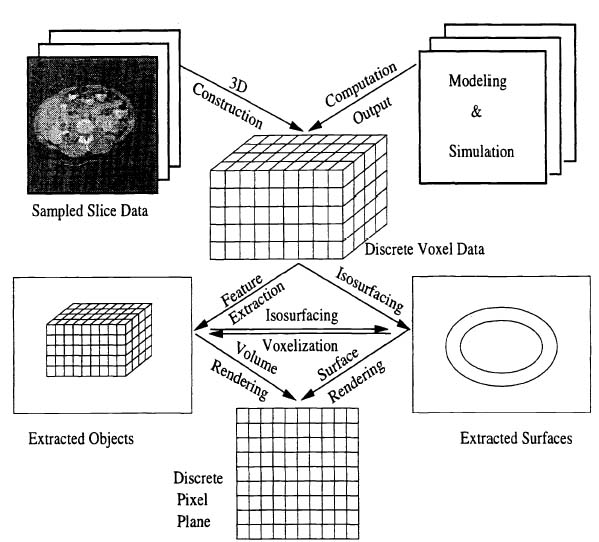 3D
Construction
Computation
Output
Modeling
&
Simulation
Sampled Slice Data
Discrete Voxel Data
Feature
Extraction
Isosurfacing
Isosurfacing
Voxelization
Volume
Rendering
Surface
Rendering
Extracted Objects
Extracted Surfaces
Discrete
Pixel
Plane